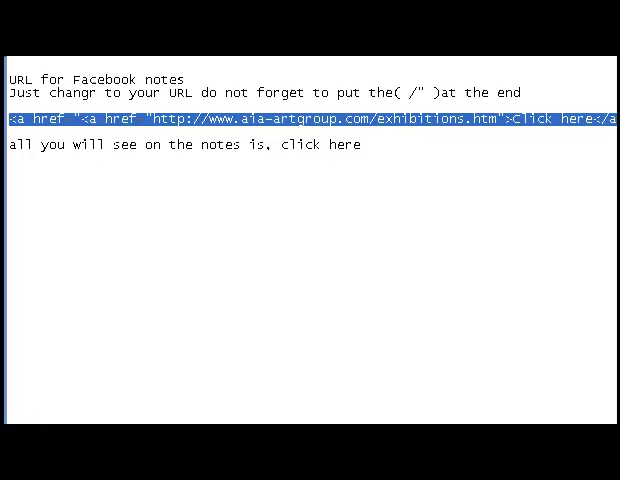 URL for Facebook notes
Just changr to your URL do not forget to put the( /" )at the end
<a href "<a href "http://www.aia-artgroup.com/exhibitions.htm">Click here</a
all you will see on the notes is, click here